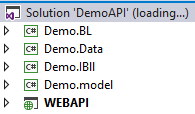 Solution 'DemoAPI' (loading...)
C# Demo.BL
C# Demo.Data
C# Demo.IBll
C# Demo.model
WEBAPI